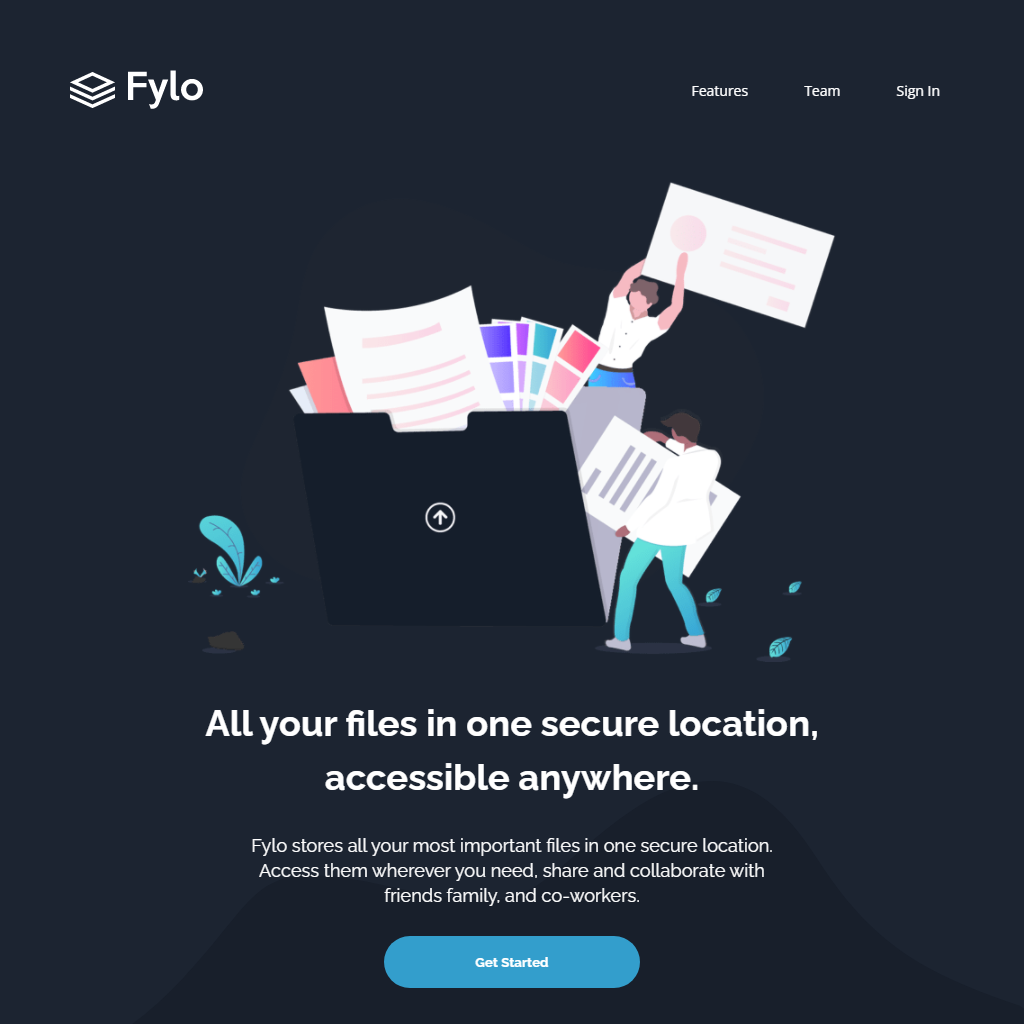 Fylo
Features
Team
Sign In
All your files in one secure location,
accessible anywhere.
Fylo stores all your most important files in one secure location.
Access them wherever you need, share and collaborate with
friends family, and co-workers.
Get Started